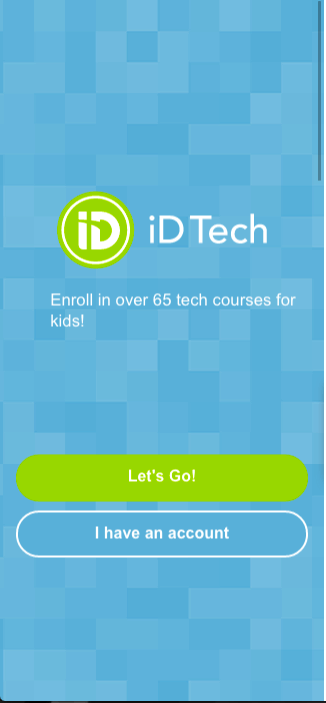 iD iD Tech
Enroll in over 65 tech courses for
kids!
Let's Go!
I have an account